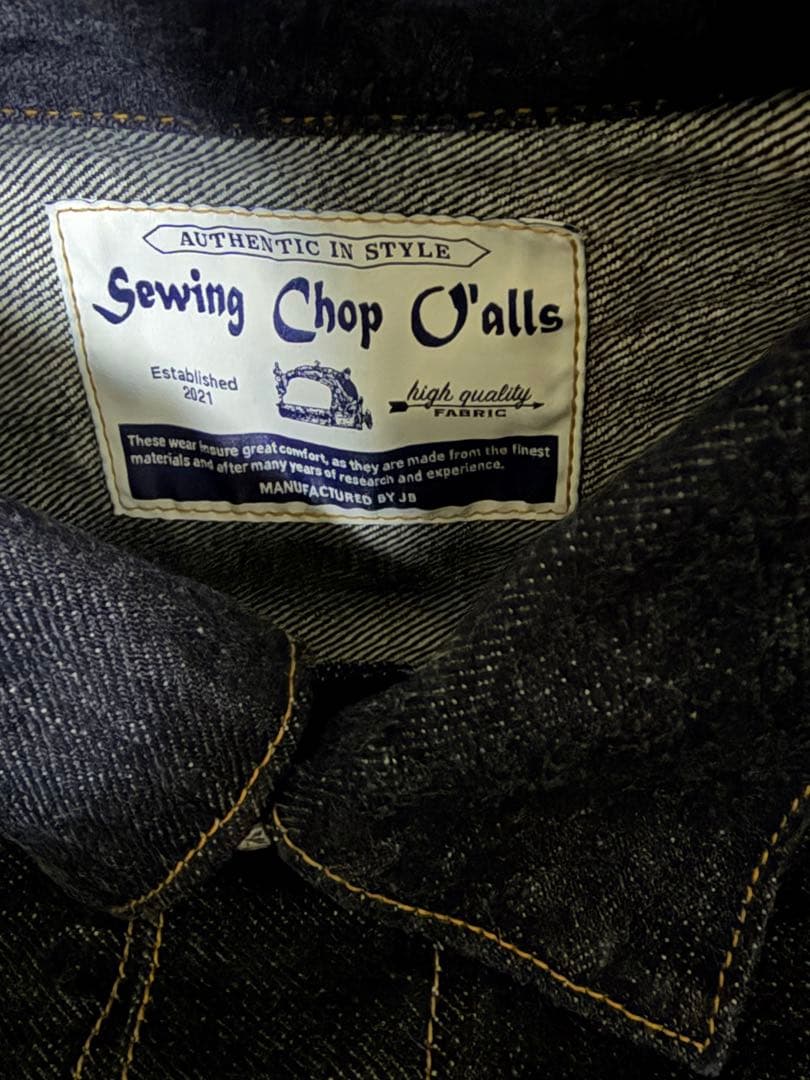 AUTHENTIC IN STYLE
Sewing Chop O'alls
Established
2021
high quality
FABRIC
These wear insure great comfort, as they are made from the finest
materials and after many years of research and experience.
MANUFACTURED BY JB